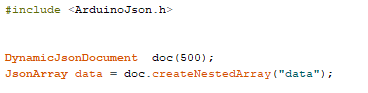 #include <ArduinoJson.h>
DynamicJsonDocument  doc(500);
JsonArray data = doc.createNestedArray("data");